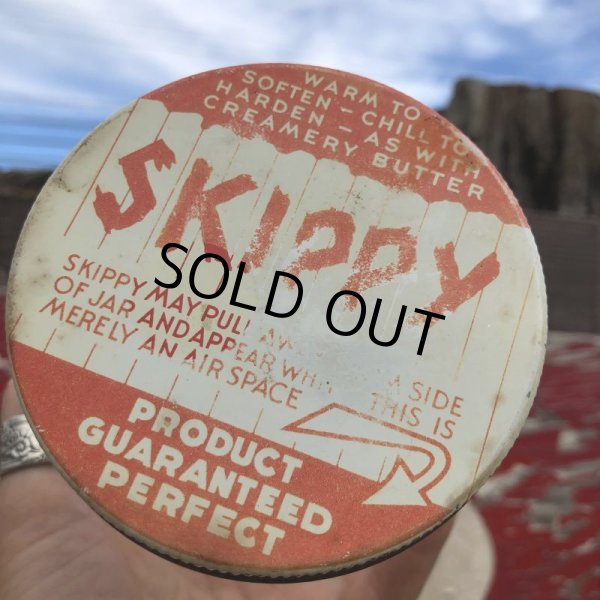 WARM TO
SOFTEN - CHILL TO
HARDEN - AS WITH
CREAMERY BUTTER
SKIPPY
SOLD OUT
SKIPPY MAY PULL A SIDE
OF JAR AND APPEAR THIS IS
MERELY AN AIR SPACE
PRODUCT
GUARANTEED
PERFECT